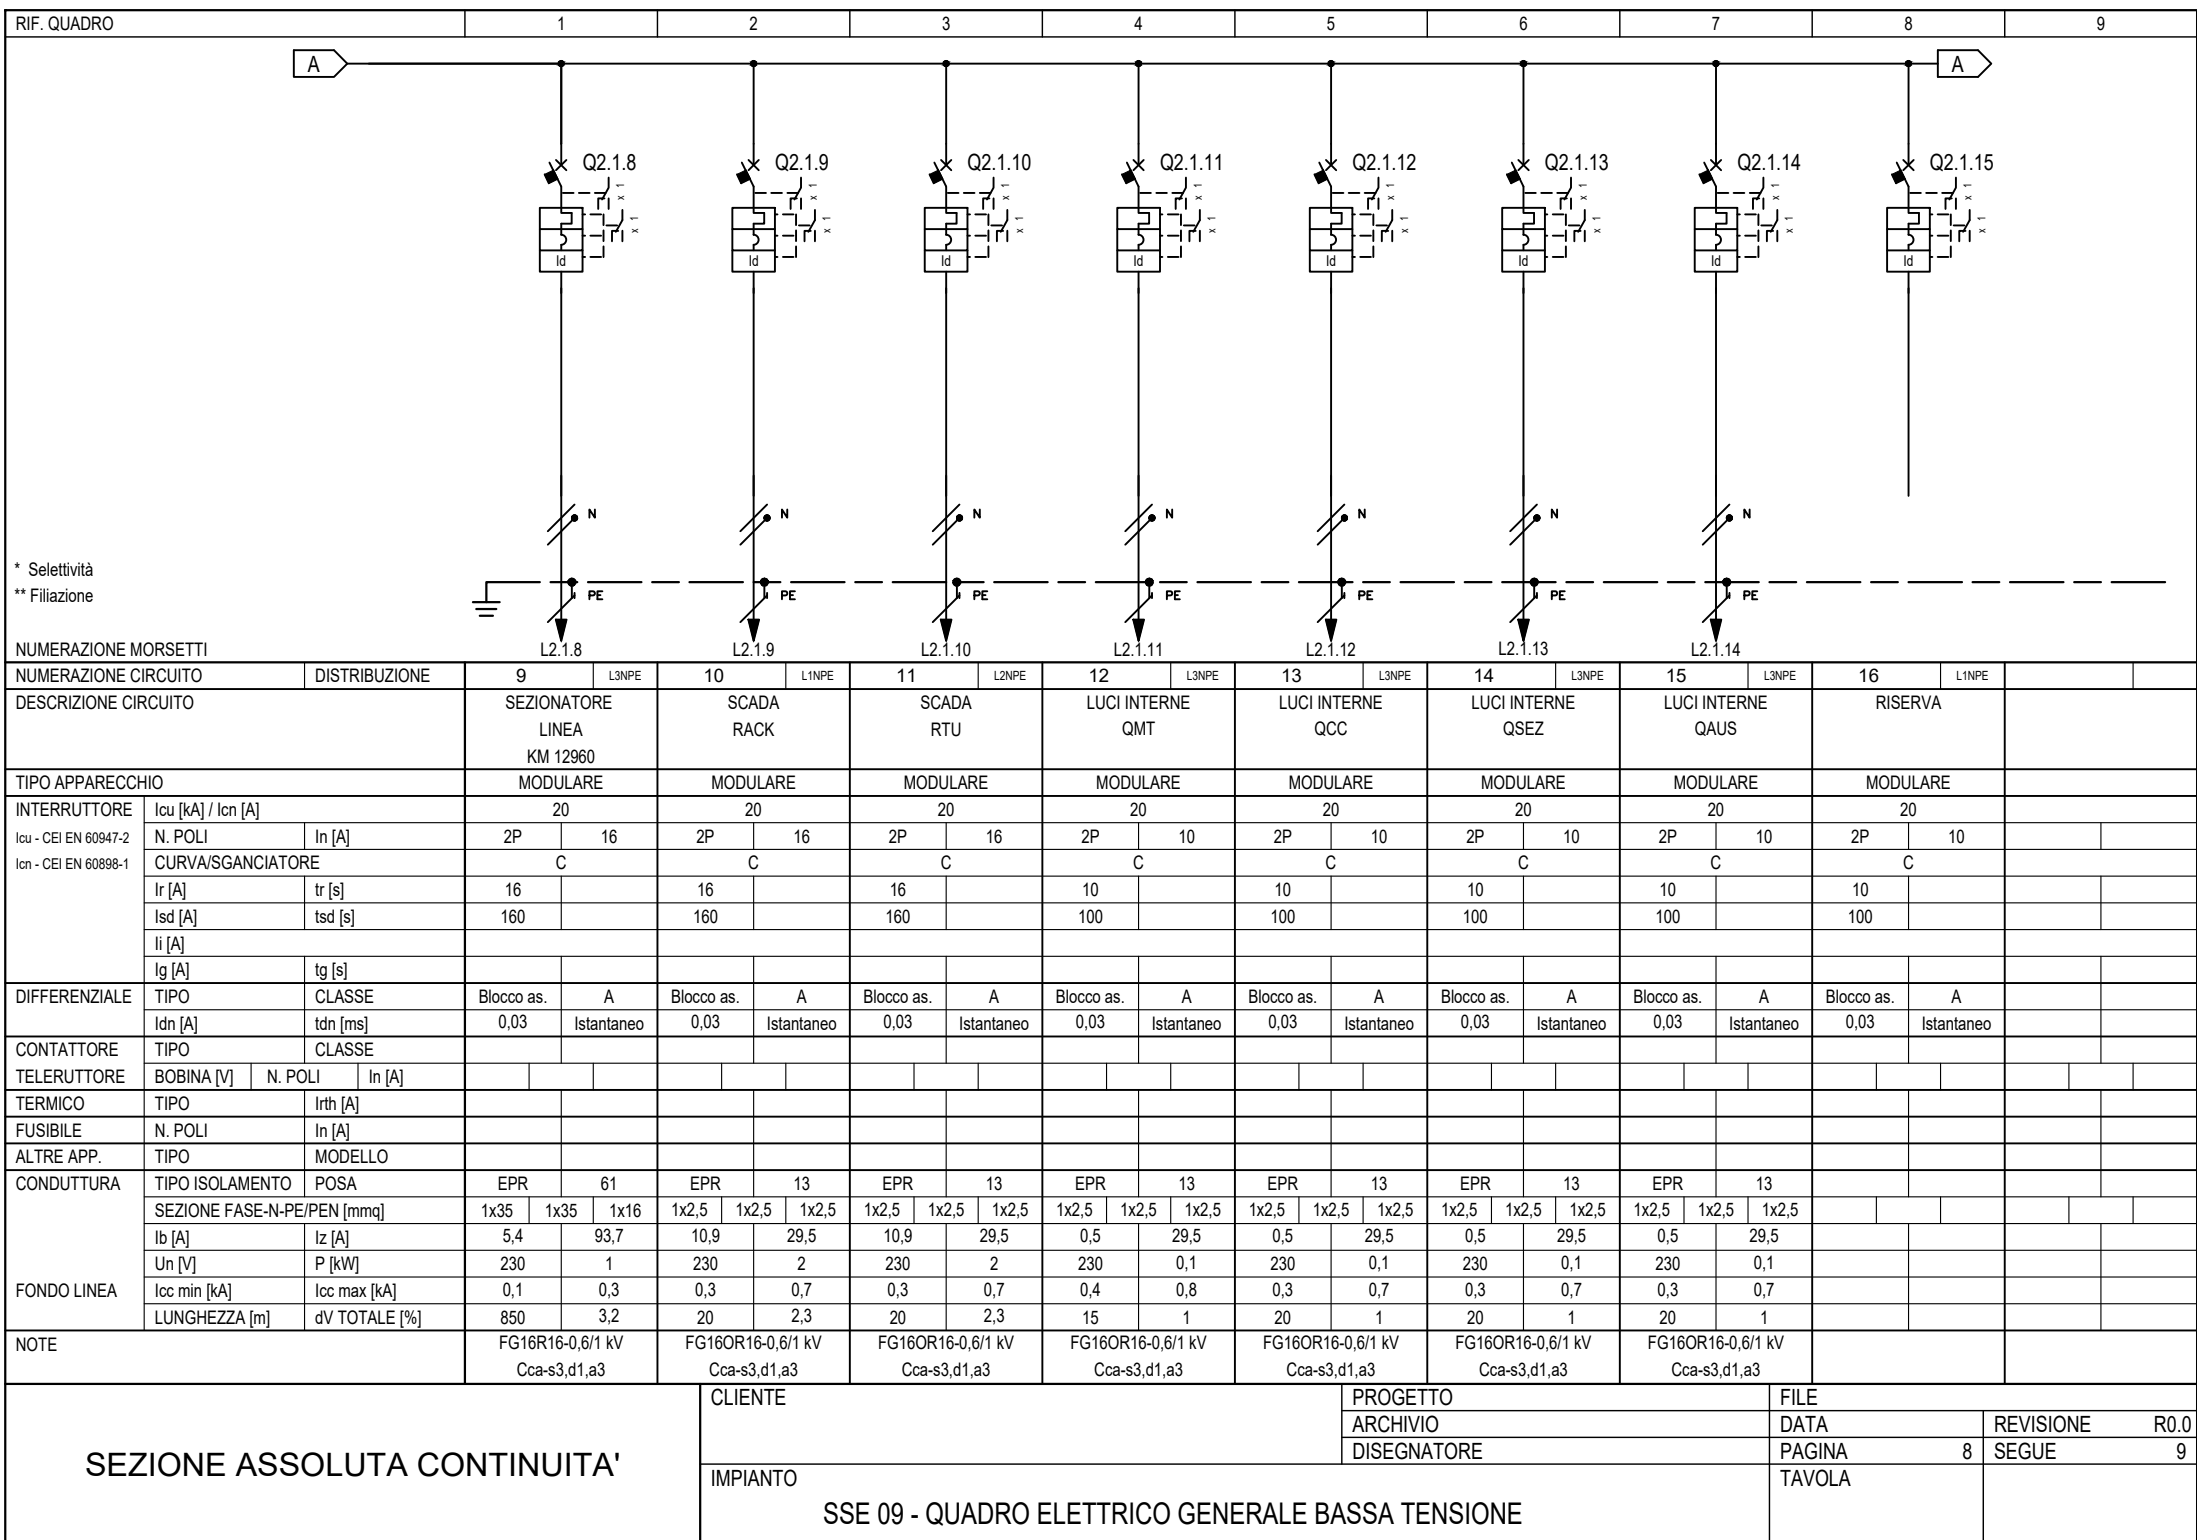 RIF. QUADRO 1 2 3 4 5 6 7 8 9
A A
Q2.1.8 Q2.1.9 Q2.1.10 Q2.1.11 Q2.1.12 Q2.1.13 Q2.1.14 Q2.1.15
x 1 x 1 x 1 x 1 x 1 x 1 x 1 x 1
x 1 x 1 x 1 x 1 x 1 x 1 x 1 x 1
Id Id Id Id Id Id Id Id
N N N N N N N
* Selettività
** Filiazione
PE PE PE PE PE PE PE
NUMERAZIONE MORSETTI L2.1.8 L2.1.9 L2.1.10 L2.1.11 L2.1.12 L2.1.13 L2.1.14
NUMERAZIONE CIRCUITO DISTRIBUZIONE 9 L3NPE 10 L1NPE 11 L2NPE 12 L3NPE 13 L3NPE 14 L3NPE 15 L3NPE 16 L1NPE
DESCRIZIONE CIRCUITO SEZIONATORE SCADA SCADA LUCI INTERNE LUCI INTERNE LUCI INTERNE LUCI INTERNE RISERVA
LINEA RACK RTU QMT QCC QSEZ QAUS
KM 12960
TIPO APPARECCHIO MODULARE MODULARE MODULARE MODULARE MODULARE MODULARE MODULARE MODULARE
INTERRUTTORE Icu [kA] / Icn [A] 20 20 20 20 20 20 20 20
Icu - CEI EN 60947-2 N. POLI In [A] 2P 16 2P 16 2P 16 2P 10 2P 10 2P 10 2P 10 2P 10
Icn - CEI EN 60898-1 CURVA/SGANCIATORE C C C C C C C C
Ir [A] tr [s] 16 16 16 10 10 10 10 10
Isd [A] tsd [s] 160 160 160 100 100 100 100 100
Ii [A]
Ig [A] tg [s]
DIFFERENZIALE TIPO CLASSE Blocco as. A Blocco as. A Blocco as. A Blocco as. A Blocco as. A Blocco as. A Blocco as. A Blocco as. A
Idn [A] tdn [ms] 0,03 Istantaneo 0,03 Istantaneo 0,03 Istantaneo 0,03 Istantaneo 0,03 Istantaneo 0,03 Istantaneo 0,03 Istantaneo 0,03 Istantaneo
CONTATTORE TIPO CLASSE
TELERUTTORE BOBINA [V] N. POLI In [A]
TERMICO TIPO Irth [A]
FUSIBILE N. POLI In [A]
ALTRE APP. TIPO MODELLO
CONDUTTURA TIPO ISOLAMENTO POSA EPR 61 EPR 13 EPR 13 EPR 13 EPR 13 EPR 13 EPR 13
SEZIONE FASE-N-PE/PEN [mmq] 1x35 1x35 1x16 1x2,5 1x2,5 1x2,5 1x2,5 1x2,5 1x2,5 1x2,5 1x2,5 1x2,5 1x2,5 1x2,5 1x2,5 1x2,5 1x2,5 1x2,5 1x2,5 1x2,5 1x2,5
Ib [A] Iz [A] 5,4 93,7 10,9 29,5 10,9 29,5 0,5 29,5 0,5 29,5 0,5 29,5 0,5 29,5
Un [V] P [kW] 230 1 230 2 230 2 230 0,1 230 0,1 230 0,1 230 0,1
FONDO LINEA Icc min [kA] Icc max [kA] 0,1 0,3 0,3 0,7 0,3 0,7 0,4 0,8 0,3 0,7 0,3 0,7 0,3 0,7
LUNGHEZZA [m] dV TOTALE [%] 850 3,2 20 2,3 20 2,3 15 1 20 1 20 1 20 1
NOTE FG16R16-0,6/1 kV FG16OR16-0,6/1 kV FG16OR16-0,6/1 kV FG16OR16-0,6/1 kV FG16OR16-0,6/1 kV FG16OR16-0,6/1 kV FG16OR16-0,6/1 kV
Cca-s3,d1,a3 Cca-s3,d1,a3 Cca-s3,d1,a3 Cca-s3,d1,a3 Cca-s3,d1,a3 Cca-s3,d1,a3 Cca-s3,d1,a3
CLIENTE PROGETTO FILE
ARCHIVIO DATA REVISIONE R0.0
SEZIONE ASSOLUTA CONTINUITA'
DISEGNATORE PAGINA 8 SEGUE 9
IMPIANTO TAVOLA
SSE 09 - QUADRO ELETTRICO GENERALE BASSA TENSIONE